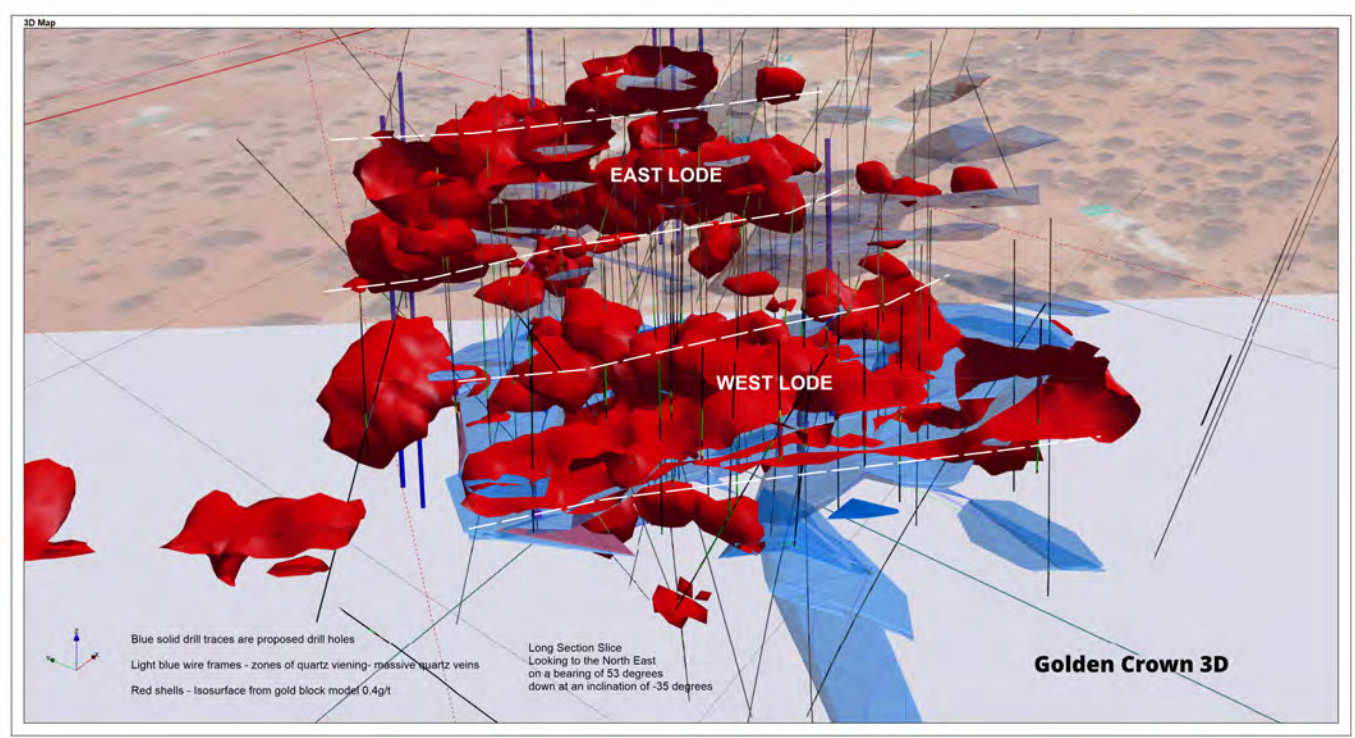 3D Map
EAST LODE
WEST LODE
Z
Y
X
Blue solid drill traces are proposed drill holes
Light blue wire frames - zones of quartz viening- massive quartz veins
Red shells - Isosurface from gold block model 0.4g/t
Long Section Slice
Looking to the North East
on a bearing of 53 degrees
down at an inclination of -35 degrees
Golden Crown 3D